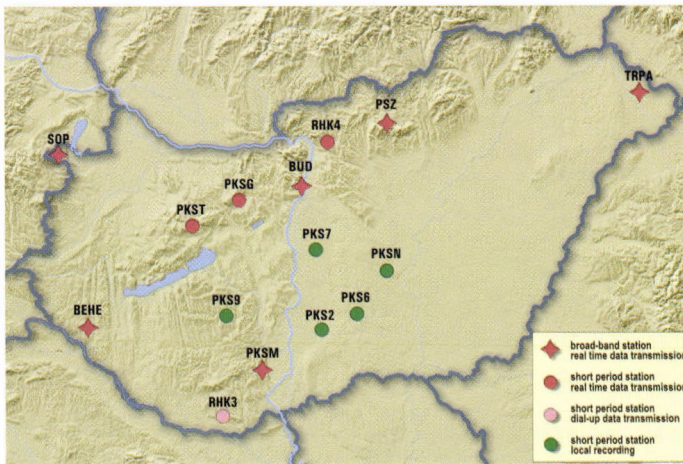 TRPA
PSZ
RHK4
SOP
BUD
PKSG
PKST
PKS7
PKSN
PKS9
PKS6
PKS2
BEHE
PKSM
RHK3
broad-band station
real time data transmission
short period station
real time data transmission
short period station
dial-up data transmission
short period station
local recording